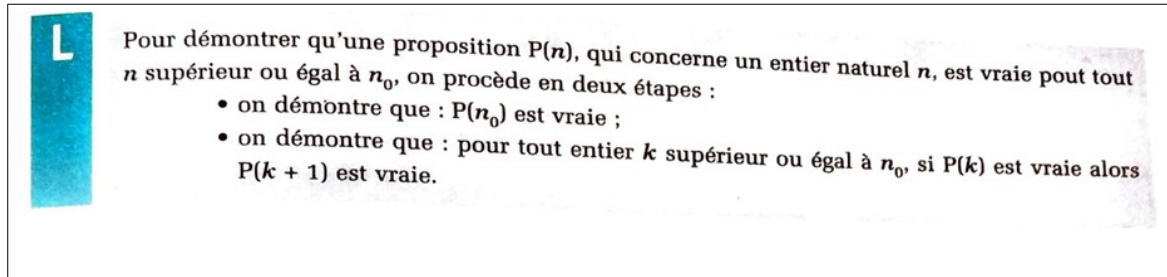 L
Pour démontrer qu'une proposition P(n), qui concerne un entier naturel n, est vraie pout tout
n supérieur ou égal à n₀, on procède en deux étapes :
• on démontre que : P(n₀) est vraie ;
• on démontre que : pour tout entier k supérieur ou égal à n₀, si P(k) est vraie alors
P(k + 1) est vraie.